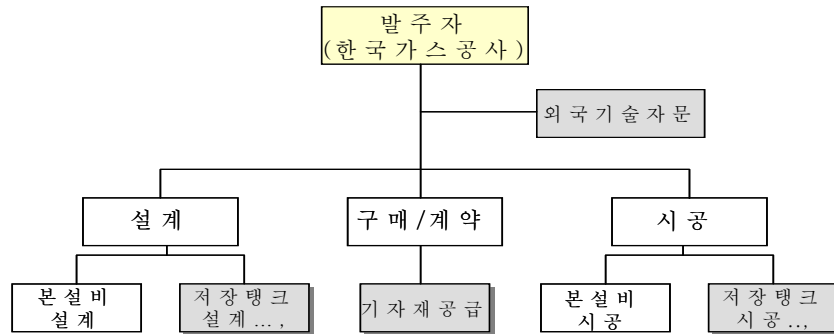 발주자
(한국가스공사)
외국기술자문
설계
구매/계약
시공
본설비
설계
저장탱크
설계...,
기자재공급
본설비
시공
저장탱크
시공..,